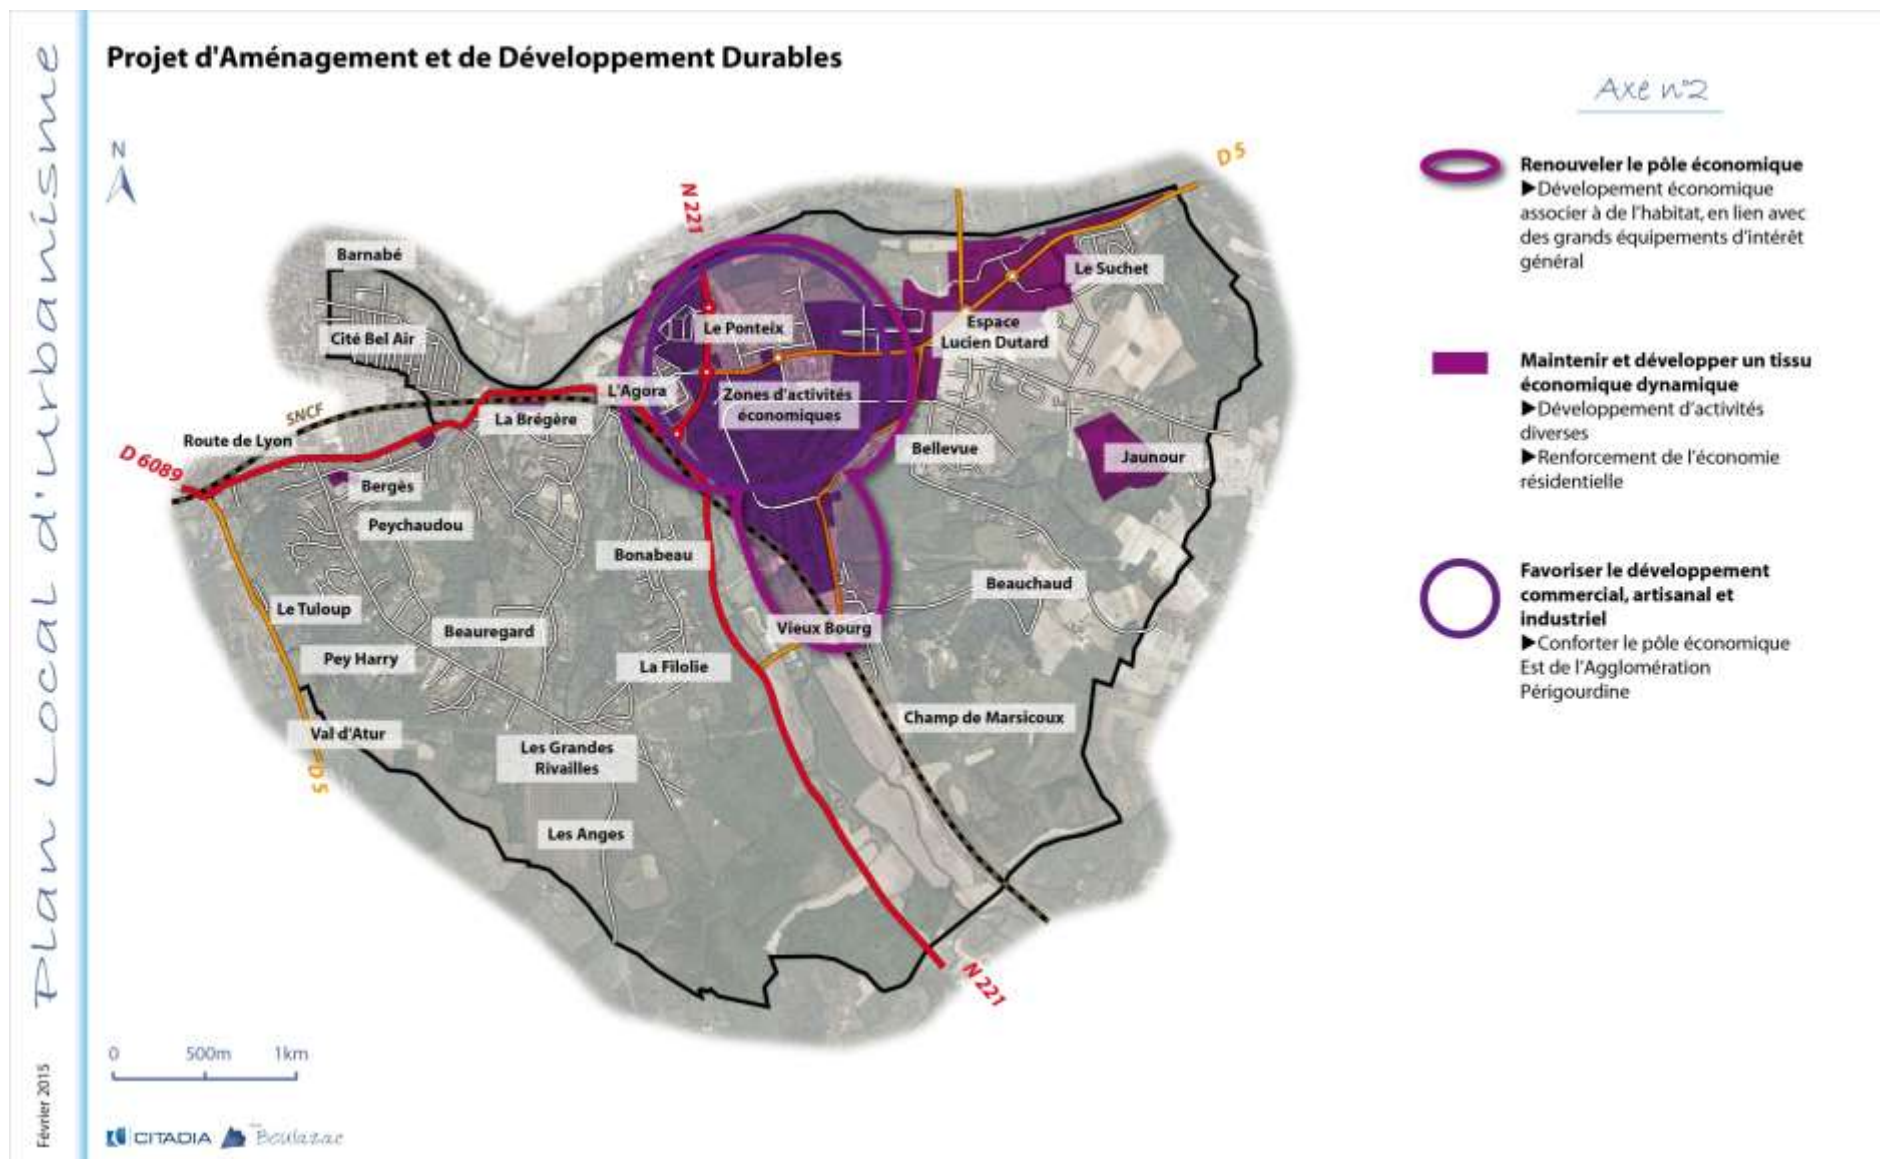 Plan Local d'Urbanisme
Février 2015
Projet d'Aménagement et de Développement Durables
N
D 5
N 221
Barnabé
Le Suchet
Cité Bel Air
Le Ponteix
Espace
Lucien Dutard
L'Agora
Zones d'activités
économiques
SNCF
La Brégère
Route de Lyon
D 6089
Bellevue
Jaunour
Bergès
Peychaudou
Bonabeau
Beauchaud
Le Tuloup
Beauregard
Vieux Bourg
Pey Harry
La Filolie
Val d'Atur
Champ de Marsicoux
Les Grandes
Rivailles
D 5
Les Anges
N 221
0 500m 1km
CITADIA
Boulazac
Axe n°2
Renouveler le pôle économique
▶Dévelopement économique
associer à de l'habitat, en lien avec
des grands équipements d'intérêt
général
Maintenir et développer un tissu
économique dynamique
▶Développement d'activités
diverses
▶Renforcement de l'économie
résidentielle
Favoriser le développement
commercial, artisanal et
industriel
▶Conforter le pôle économique
Est de l'Agglomération
Périgourdine